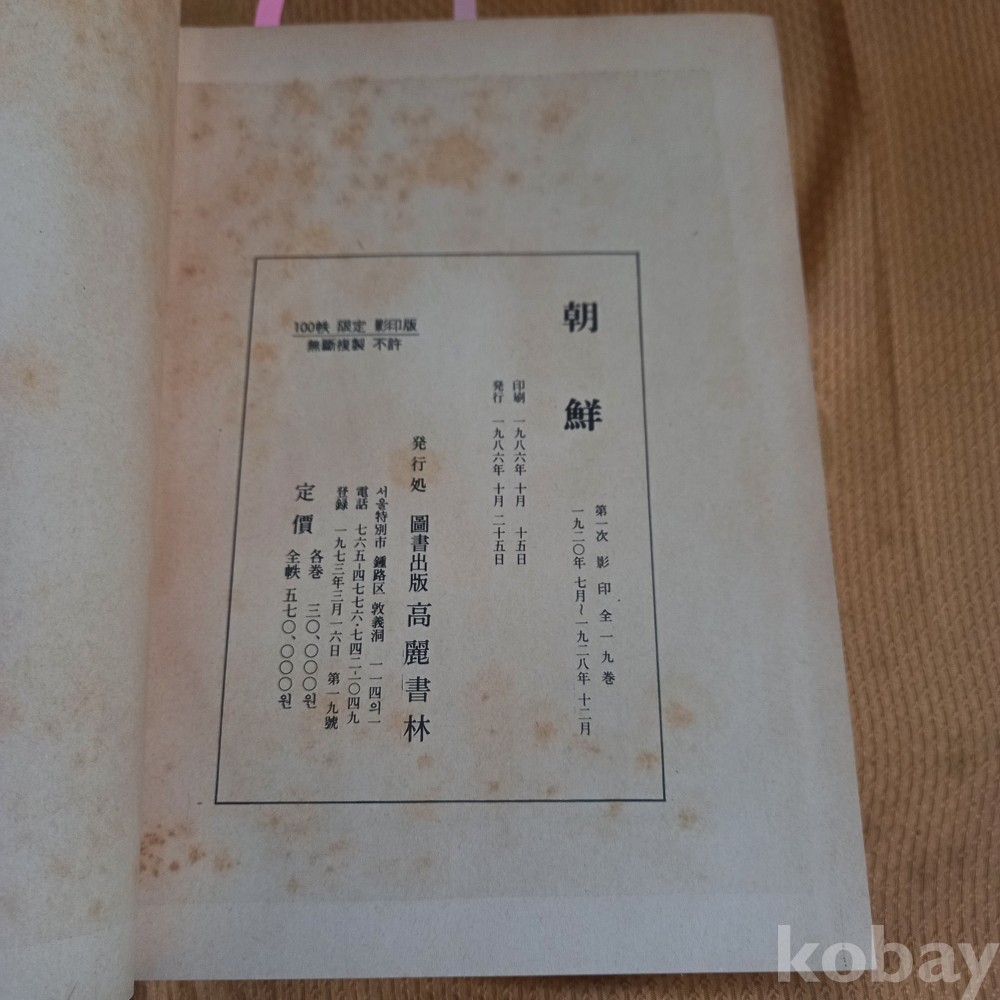 朝鮮
第一次 影印 全一九巻
一九二〇年 七月~一九二八年 十二月
印刷 一九八六年 十月 十五日
発行 一九八六年 十月 二十五日
発行処 圖書出版 高麗書林
서울特別市 鍾路区 敦義洞 一一四의一
電話 七六五-四七七六·七四二-二〇四九
登録 一九七三年三月一六日 第一九號
定價 各巻 三〇,〇〇〇원
全帙 五七〇,〇〇〇원
100帙 限定 影印版
無斷複製 不許
kobay